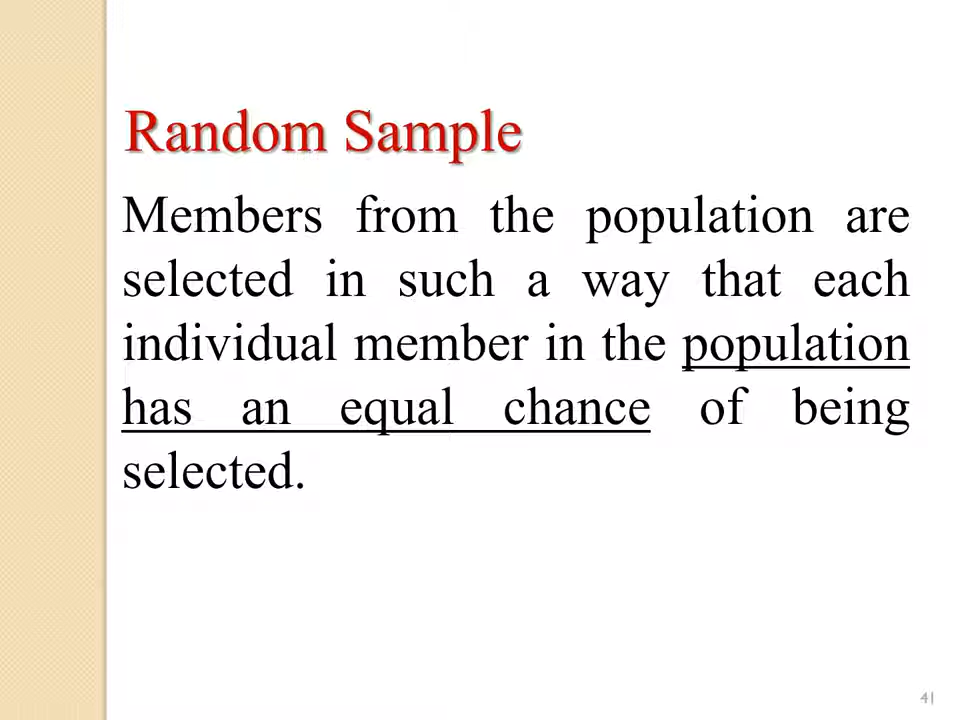 Random Sample
Members from the population are
selected in such a way that each
individual member in the population
has an equal chance of being
selected.
41